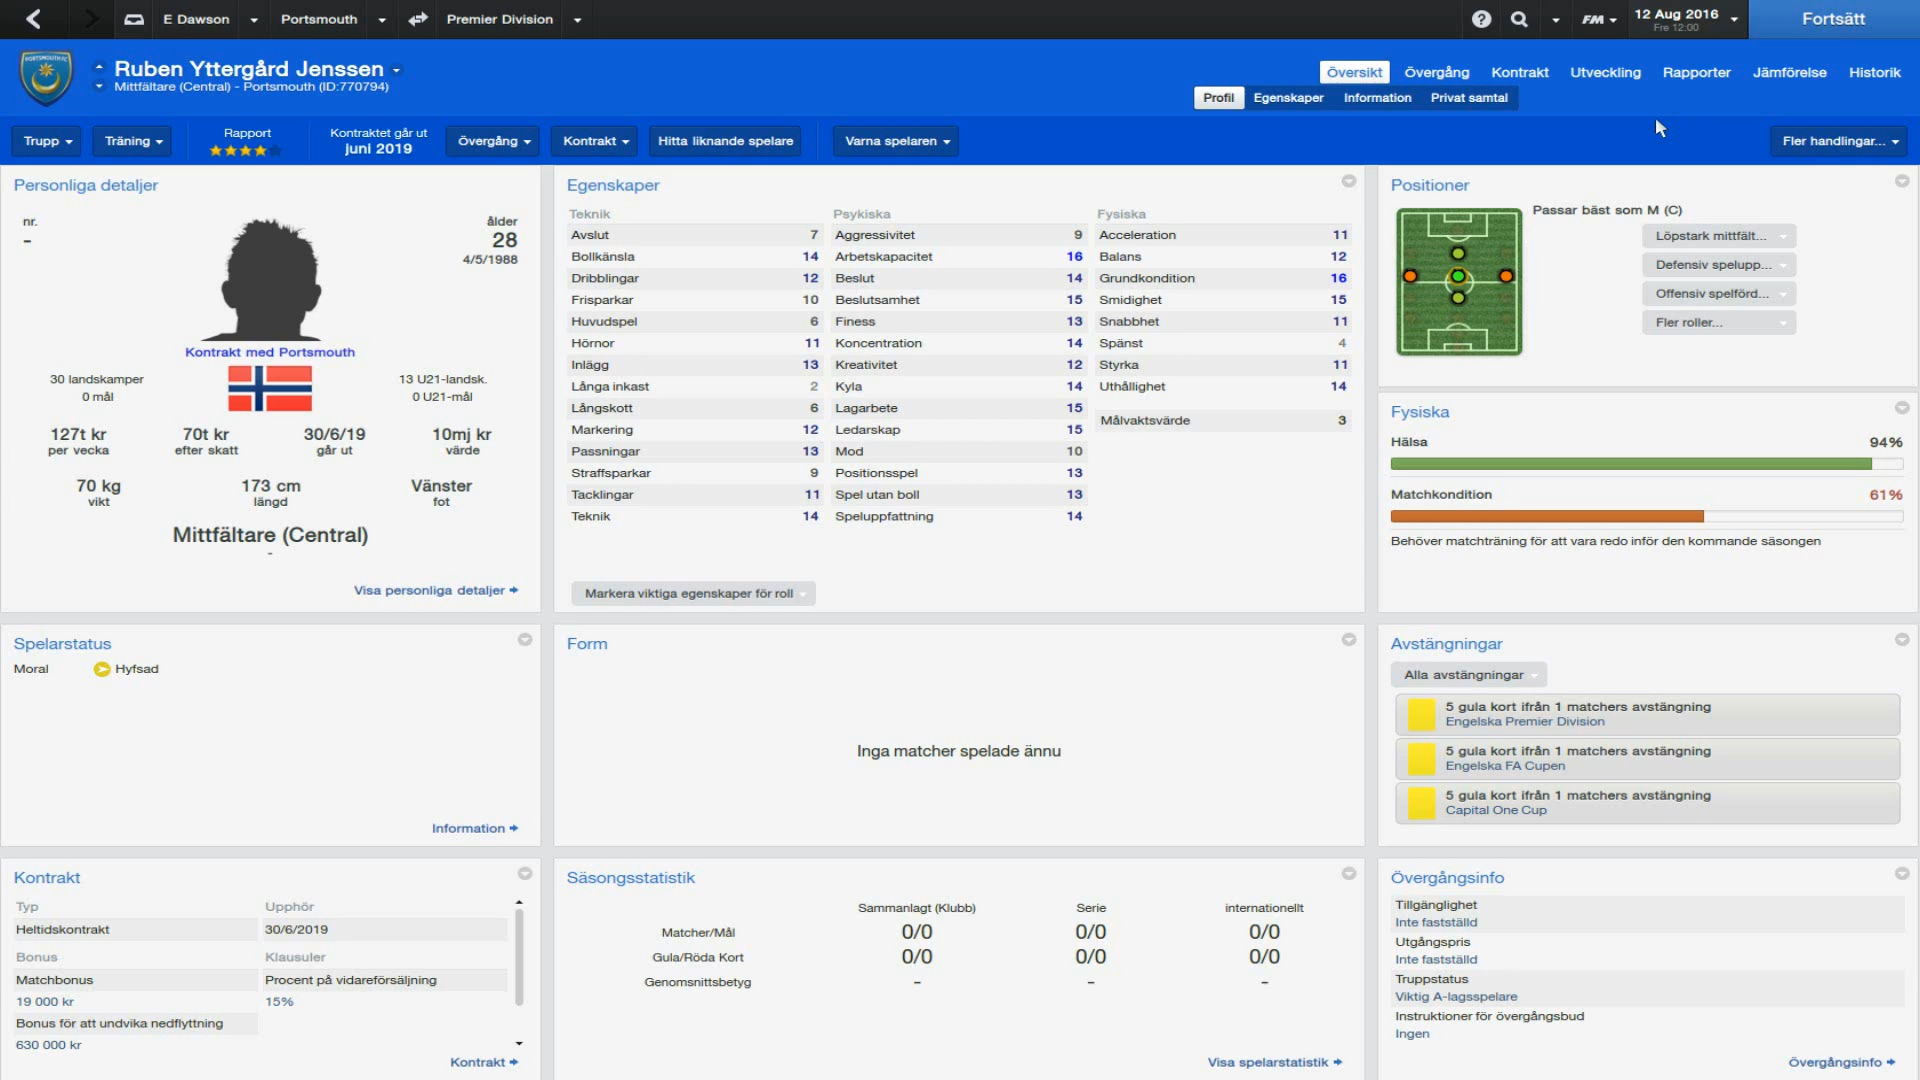 E Dawson
Portsmouth
Premier Division
FM
12 Aug 2016
Fre 12:00
Fortsätt
Ruben Yttergård Jenssen
Mittfältare (Central) - Portsmouth (ID:770794)
Översikt Övergång Kontrakt Utveckling Rapporter Jämförelse Historik
Profil Egenskaper Information Privat samtal
Trupp
Träning
Rapport
Kontraktet går ut
juni 2019
Övergång
Kontrakt
Hitta liknande spelare
Varna spelaren
Fler handlingar...
Personliga detaljer
nr.
-
ålder
28
4/5/1988
Kontrakt med Portsmouth
30 landskamper
0 mål
13 U21-landsk.
0 U21-mål
127t kr
per vecka
70t kr
efter skatt
30/6/19
går ut
10mj kr
värde
70 kg
vikt
173 cm
längd
Vänster
fot
Mittfältare (Central)
-
Visa personliga detaljer
Egenskaper
Teknik
Avslut 7
Bollkänsla 14
Dribblingar 12
Frisparkar 10
Huvudspel 6
Hörnor 11
Inlägg 13
Långa inkast 2
Långskott 6
Markering 12
Passningar 13
Straffsparkar 9
Tacklingar 11
Teknik 14
Psykiska
Aggressivitet 9
Arbetskapacitet 16
Beslut 14
Beslutsamhet 15
Finess 13
Koncentration 14
Kreativitet 12
Kyla 14
Lagarbete 15
Ledarskap 15
Mod 10
Positionsspel 13
Spel utan boll 13
Speluppfattning 14
Fysiska
Acceleration 11
Balans 12
Grundkondition 16
Smidighet 15
Snabbhet 11
Spänst 4
Styrka 11
Uthållighet 14
Målvaktsvärde 3
Markera viktiga egenskaper för roll
Positioner
Passar bäst som M (C)
Löpstark mittfält...
Defensiv spelupp...
Offensiv spelförd...
Fler roller...
Fysiska
Hälsa 94%
Matchkondition 61%
Behöver matchträning för att vara redo inför den kommande säsongen
Spelarstatus
Moral Hyfsad
Information
Form
Inga matcher spelade ännu
Avstängningar
Alla avstängningar
5 gula kort ifrån 1 matchers avstängning
Engelska Premier Division
5 gula kort ifrån 1 matchers avstängning
Engelska FA Cupen
5 gula kort ifrån 1 matchers avstängning
Capital One Cup
Kontrakt
Typ Upphör
Heltidskontrakt 30/6/2019
Bonus Klausuler
Matchbonus Procent på vidareförsäljning
19 000 kr 15%
Bonus för att undvika nedflyttning
630 000 kr
Kontrakt
Säsongsstatistik
Sammanlagt (Klubb) Serie internationellt
Matcher/Mål 0/0 0/0 0/0
Gula/Röda Kort 0/0 0/0 0/0
Genomsnittsbetyg - - -
Visa spelarstatistik
Övergångsinfo
Tillgänglighet
Inte fastställd
Utgångspris
Inte fastställd
Truppstatus
Viktig A-lagsspelare
Instruktioner för övergångsbud
Ingen
Övergångsinfo